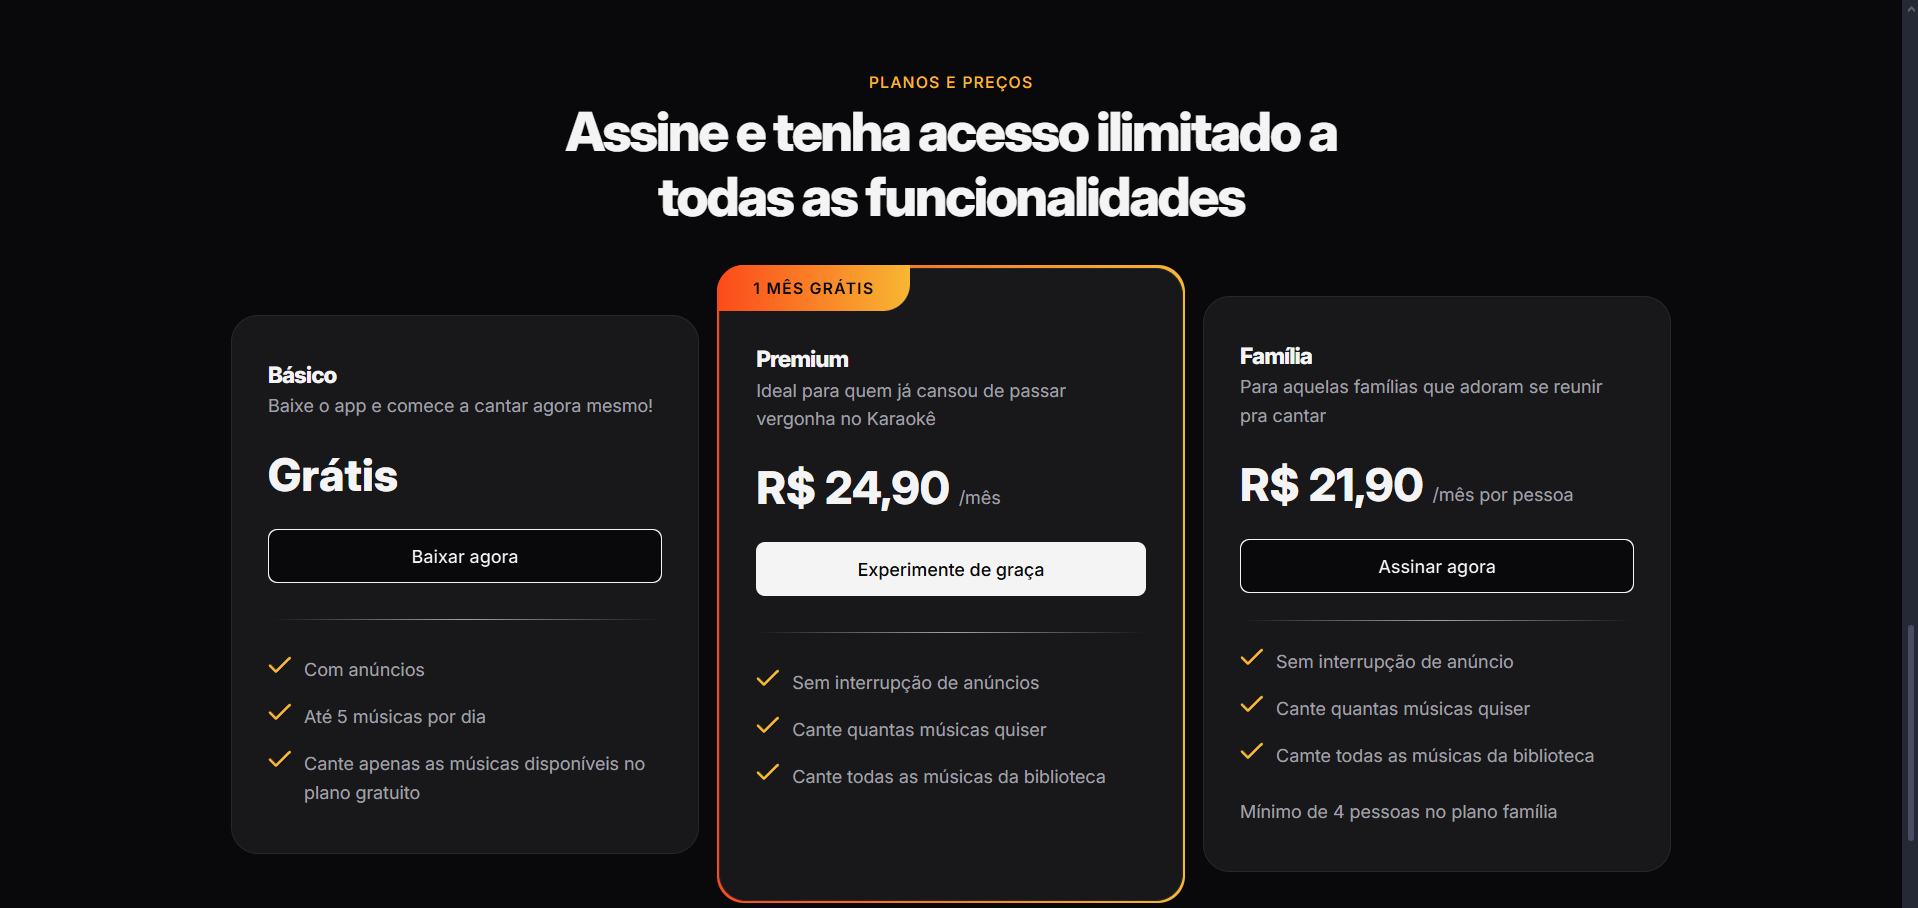 PLANOS E PREÇOS
Assine e tenha acesso ilimitado a
todas as funcionalidades
Básico
Baixe o app e comece a cantar agora mesmo!
Grátis
Baixar agora
Com anúncios
Até 5 músicas por dia
Cante apenas as músicas disponíveis no
plano gratuito
1 MÊS GRÁTIS
Premium
Ideal para quem já cansou de passar
vergonha no Karaokê
R$ 24,90 /mês
Experimente de graça
Sem interrupção de anúncios
Cante quantas músicas quiser
Cante todas as músicas da biblioteca
Família
Para aquelas famílias que adoram se reunir
pra cantar
R$ 21,90 /mês por pessoa
Assinar agora
Sem interrupção de anúncio
Cante quantas músicas quiser
Camte todas as músicas da biblioteca
Mínimo de 4 pessoas no plano família